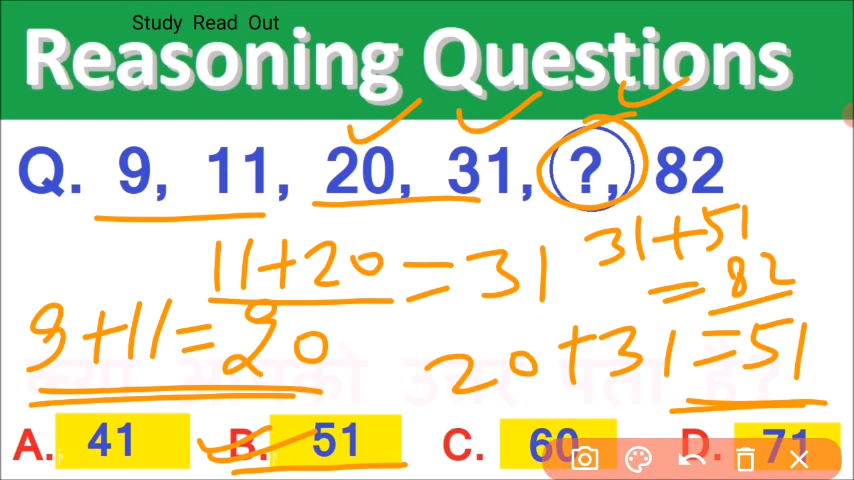 Study Read Out
Reasoning Questions
Q. 9, 11, 20, 31, ?, 82
11+20=31
31+51
=82
9+11=20
20+31=51
A. 41 B. 51 C. 60 D. 71